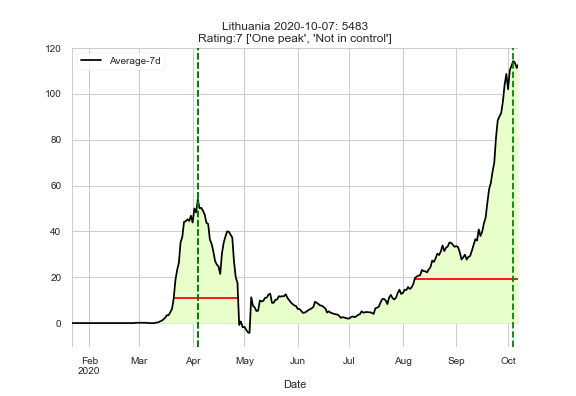 Lithuania 2020-10-07: 5483
Rating:7 ['One peak', 'Not in control']
Average-7d
120
100
80
60
40
20
0
Feb Mar Apr May Jun Jul Aug Sep Oct
2020
Date